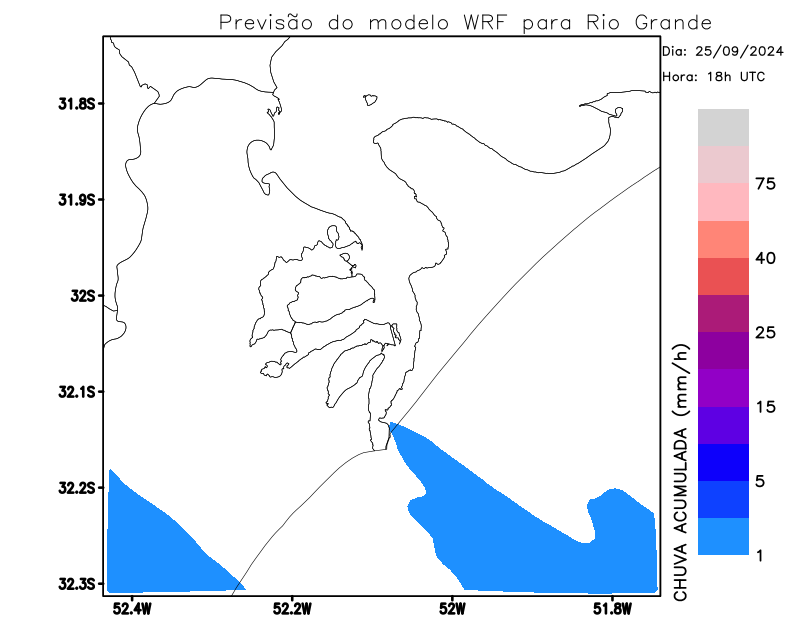 Previsão do modelo WRF para Rio Grande
Dia: 25/09/2024
Hora: 18h UTC
31.8S
31.9S
32S
32.1S
32.2S
32.3S
52.4W
52.2W
52W
51.8W
CHUVA ACUMULADA (mm/h)
75
40
25
15
5
1